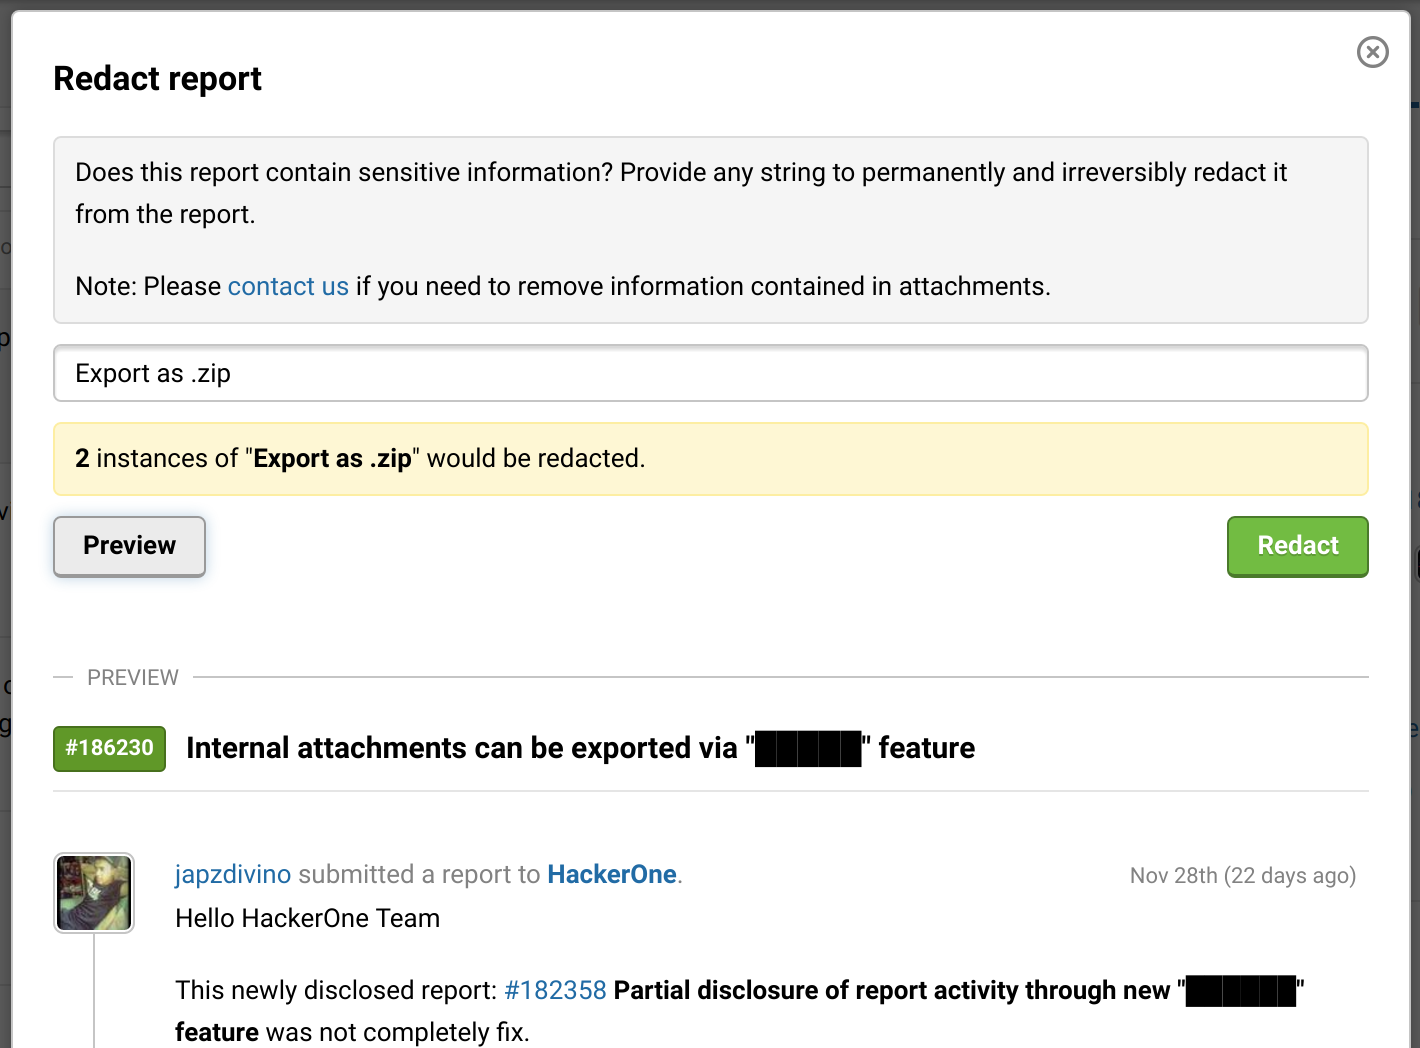 Redact report
Does this report contain sensitive information? Provide any string to permanently and irreversibly redact it
from the report.
Note: Please contact us if you need to remove information contained in attachments.
Export as .zip
2 instances of "Export as .zip" would be redacted.
Preview
Redact
PREVIEW
#186230 Internal attachments can be exported via "█████" feature
japzdivino submitted a report to HackerOne. Nov 28th (22 days ago)
Hello HackerOne Team
This newly disclosed report: #182358 Partial disclosure of report activity through new "██████"
feature was not completely fix.